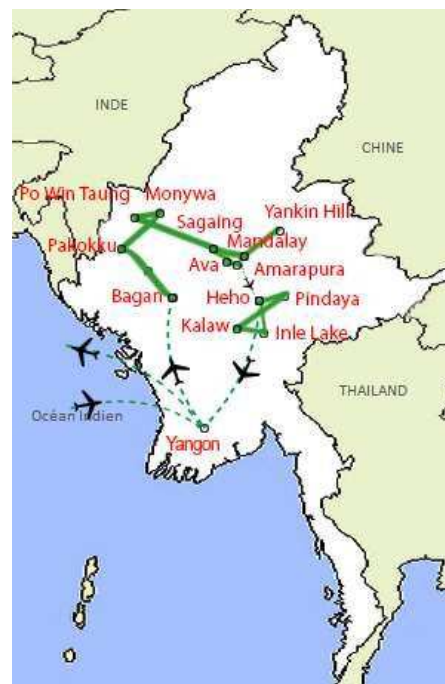 INDE
CHINE
Po Win Taung
Monywa
Sagaing
Yankin Hill
Pakokku
Mandalay
Ava
Amarapura
Bagan
Heho
Pindaya
Kalaw
Inle Lake
THAILAND
Océan Indien
Yangon